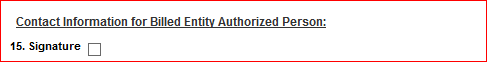 Contact Information for Billed Entity Authorized Person:
15. Signature